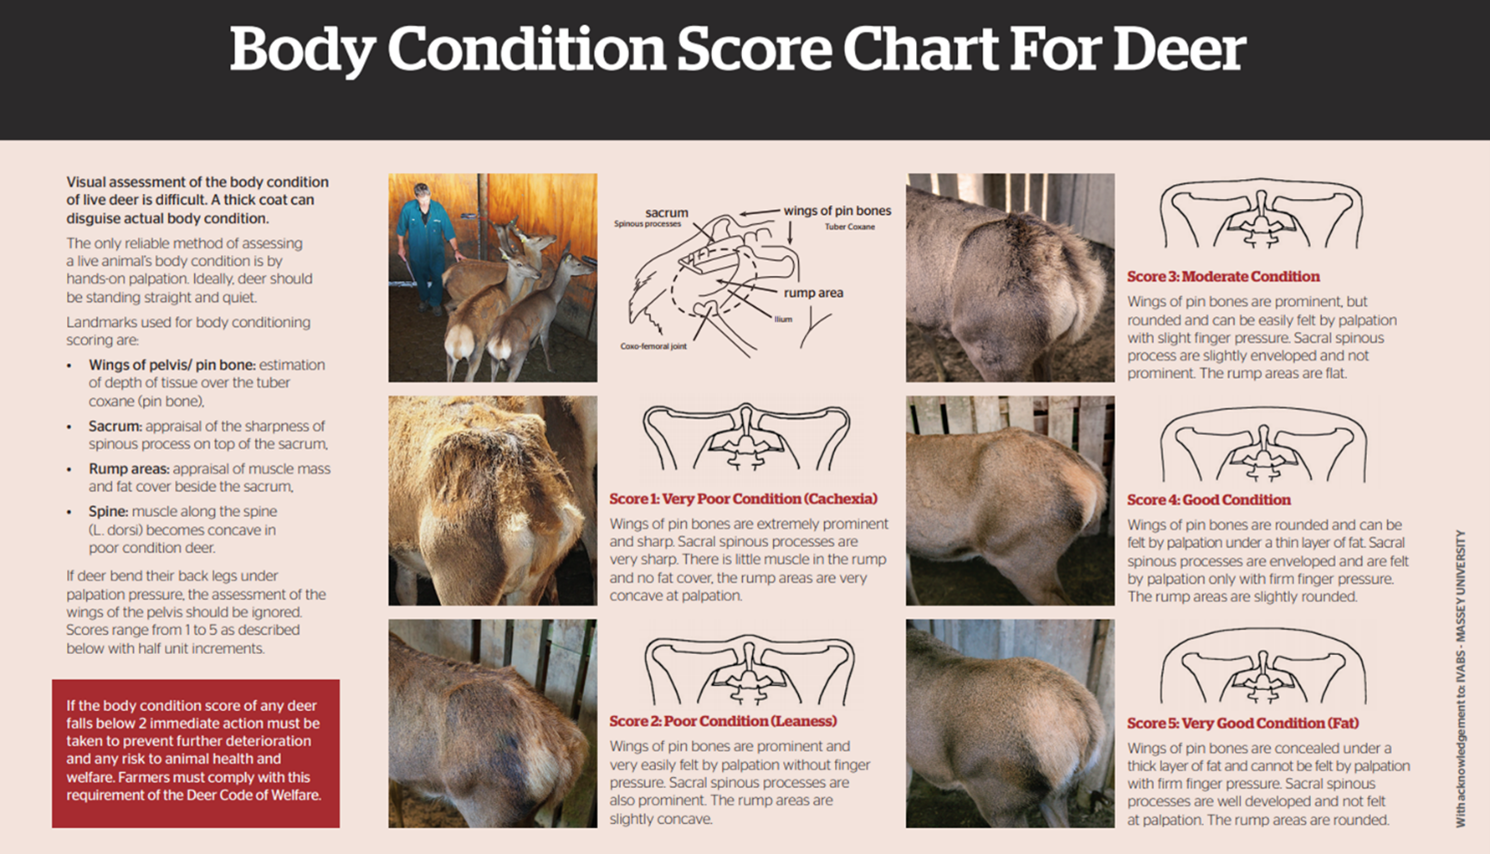 Body Condition Score Chart For Deer
Visual assessment of the body condition
of live deer is difficult. A thick coat can
disguise actual body condition.
The only reliable method of assessing
a live animal's body condition is by
hands-on palpation. Ideally, deer should
be standing straight and quiet.
Landmarks used for body conditioning
scoring are:
• Wings of pelvis/ pin bone: estimation
of depth of tissue over the tuber
coxane (pin bone),
• Sacrum: appraisal of the sharpness of
spinous process on top of the sacrum,
• Rump areas: appraisal of muscle mass
and fat cover beside the sacrum,
• Spine: muscle along the spine
(L. dorsi) becomes concave in
poor condition deer.
If deer bend their back legs under
palpation pressure, the assessment of the
wings of the pelvis should be ignored.
Scores range from 1 to 5 as described
below with half unit increments.
If the body condition score of any deer
falls below 2 immediate action must be
taken to prevent further deterioration
and any risk to animal health and
welfare. Farmers must comply with this
requirement of the Deer Code of Welfare.
sacrum
Spinous processes
wings of pin bones
Tuber Coxane
rump area
Ilium
Coxo-femoral joint
Score 1: Very Poor Condition (Cachexia)
Wings of pin bones are extremely prominent
and sharp. Sacral spinous processes are
very sharp. There is little muscle in the rump
and no fat cover, the rump areas are very
concave at palpation.
Score 2: Poor Condition (Leaness)
Wings of pin bones are prominent and
very easily felt by palpation without finger
pressure. Sacral spinous processes are
also prominent. The rump areas are
slightly concave.
Score 3: Moderate Condition
Wings of pin bones are prominent, but
rounded and can be easily felt by palpation
with slight finger pressure. Sacral spinous
process are slightly enveloped and not
prominent. The rump areas are flat.
Score 4: Good Condition
Wings of pin bones are rounded and can be
felt by palpation under a thin layer of fat. Sacral
spinous processes are enveloped and are felt
by palpation only with firm finger pressure.
The rump areas are slightly rounded.
Score 5: Very Good Condition (Fat)
Wings of pin bones are concealed under a
thick layer of fat and cannot be felt by palpation
with firm finger pressure. Sacral spinous
processes are well developed and not felt
at palpation. The rump areas are rounded.
With acknowledgement to: IVABS - MASSEY UNIVERSITY